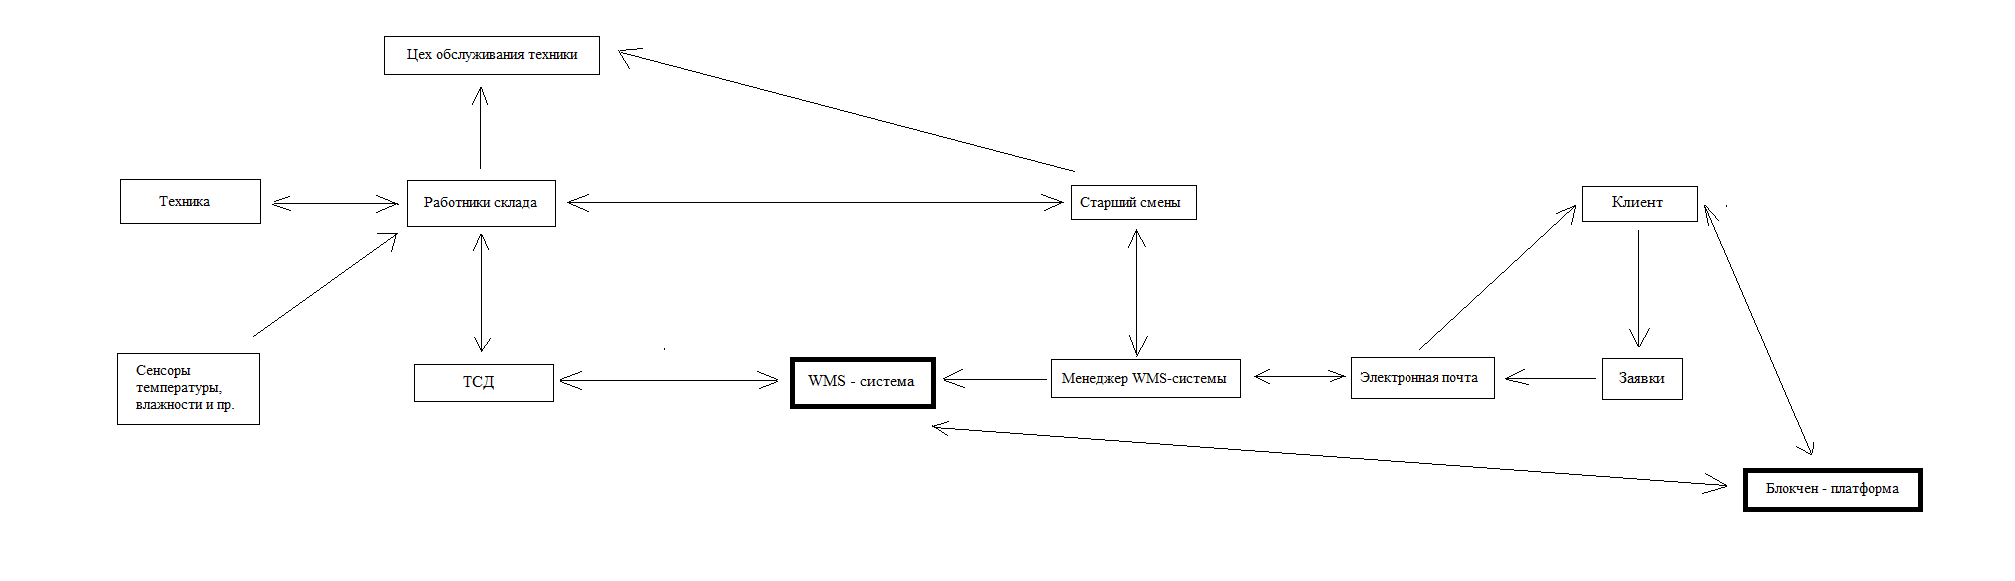 Цех обслуживания техники
Техника
Работники склада
Старший смены
Клиент
Сенсоры
температуры,
влажности и пр.
ТСД
WMS - система
Менеджер WMS-системы
Электронная почта
Заявки
Блокчен - платформа